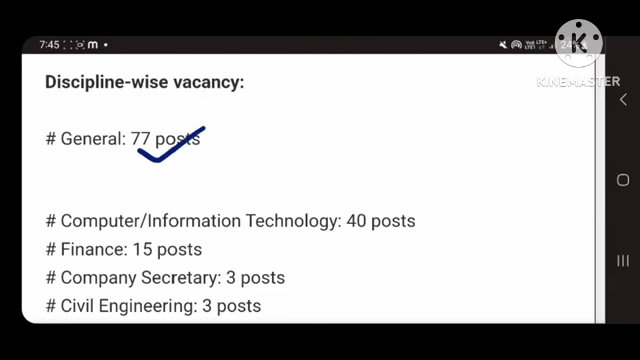 7:45 m
24%
K
KINEMASTER
Discipline-wise vacancy:
# General: 77 posts
# Computer/Information Technology: 40 posts
# Finance: 15 posts
# Company Secretary: 3 posts
# Civil Engineering: 3 posts